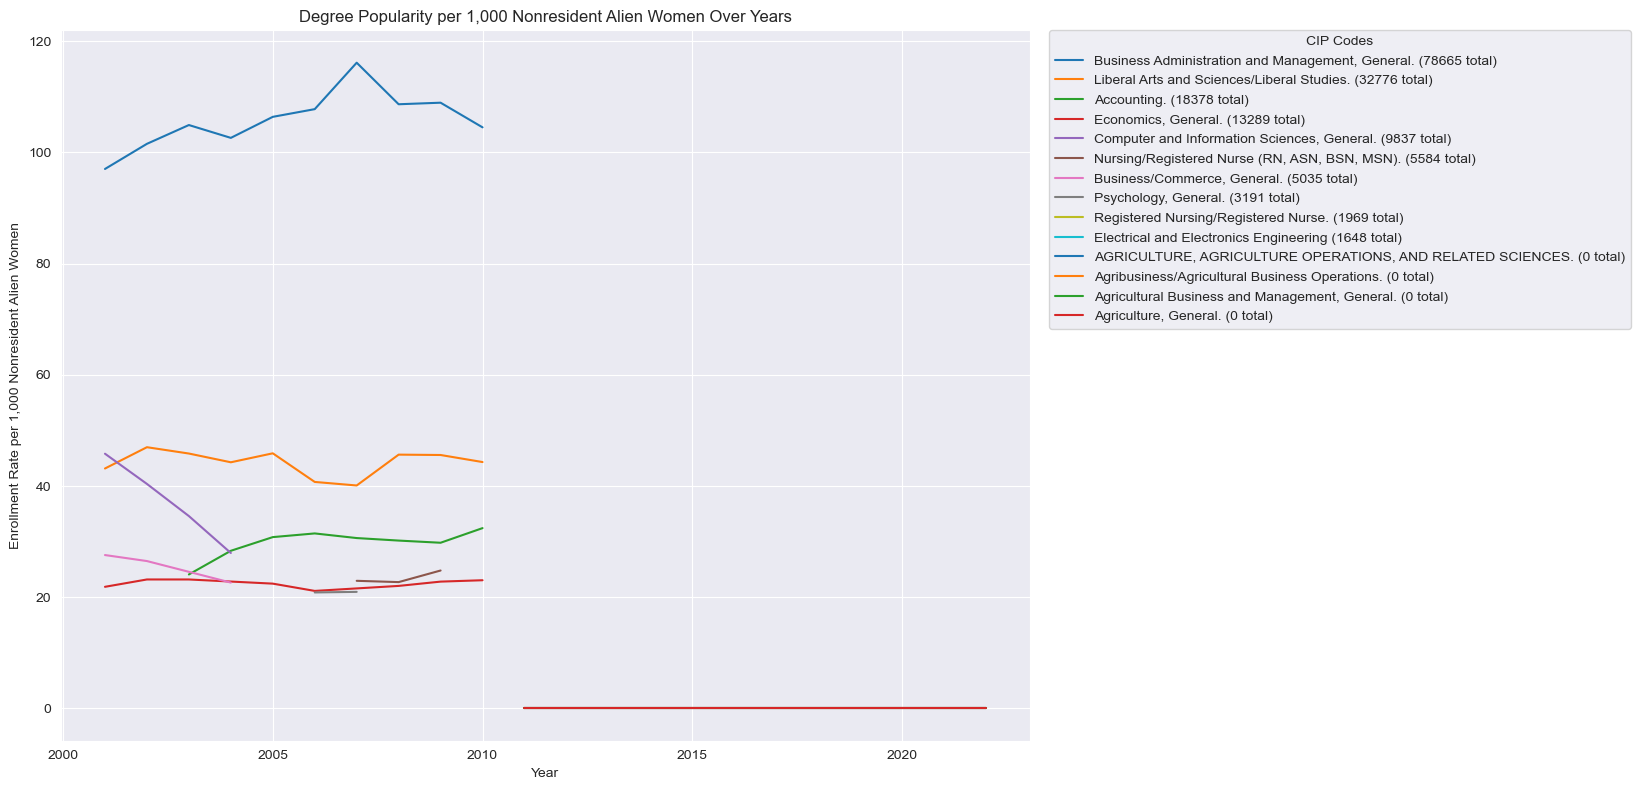 Degree Popularity per 1,000 Nonresident Alien Women Over Years
120
100
80
60
40
20
0
Enrollment Rate per 1,000 Nonresident Alien Women
2000
2005
2010
2015
2020
Year
CIP Codes
Business Administration and Management, General. (78665 total)
Liberal Arts and Sciences/Liberal Studies. (32776 total)
Accounting. (18378 total)
Economics, General. (13289 total)
Computer and Information Sciences, General. (9837 total)
Nursing/Registered Nurse (RN, ASN, BSN, MSN). (5584 total)
Business/Commerce, General. (5035 total)
Psychology, General. (3191 total)
Registered Nursing/Registered Nurse. (1969 total)
Electrical and Electronics Engineering (1648 total)
AGRICULTURE, AGRICULTURE OPERATIONS, AND RELATED SCIENCES. (0 total)
Agribusiness/Agricultural Business Operations. (0 total)
Agricultural Business and Management, General. (0 total)
Agriculture, General. (0 total)